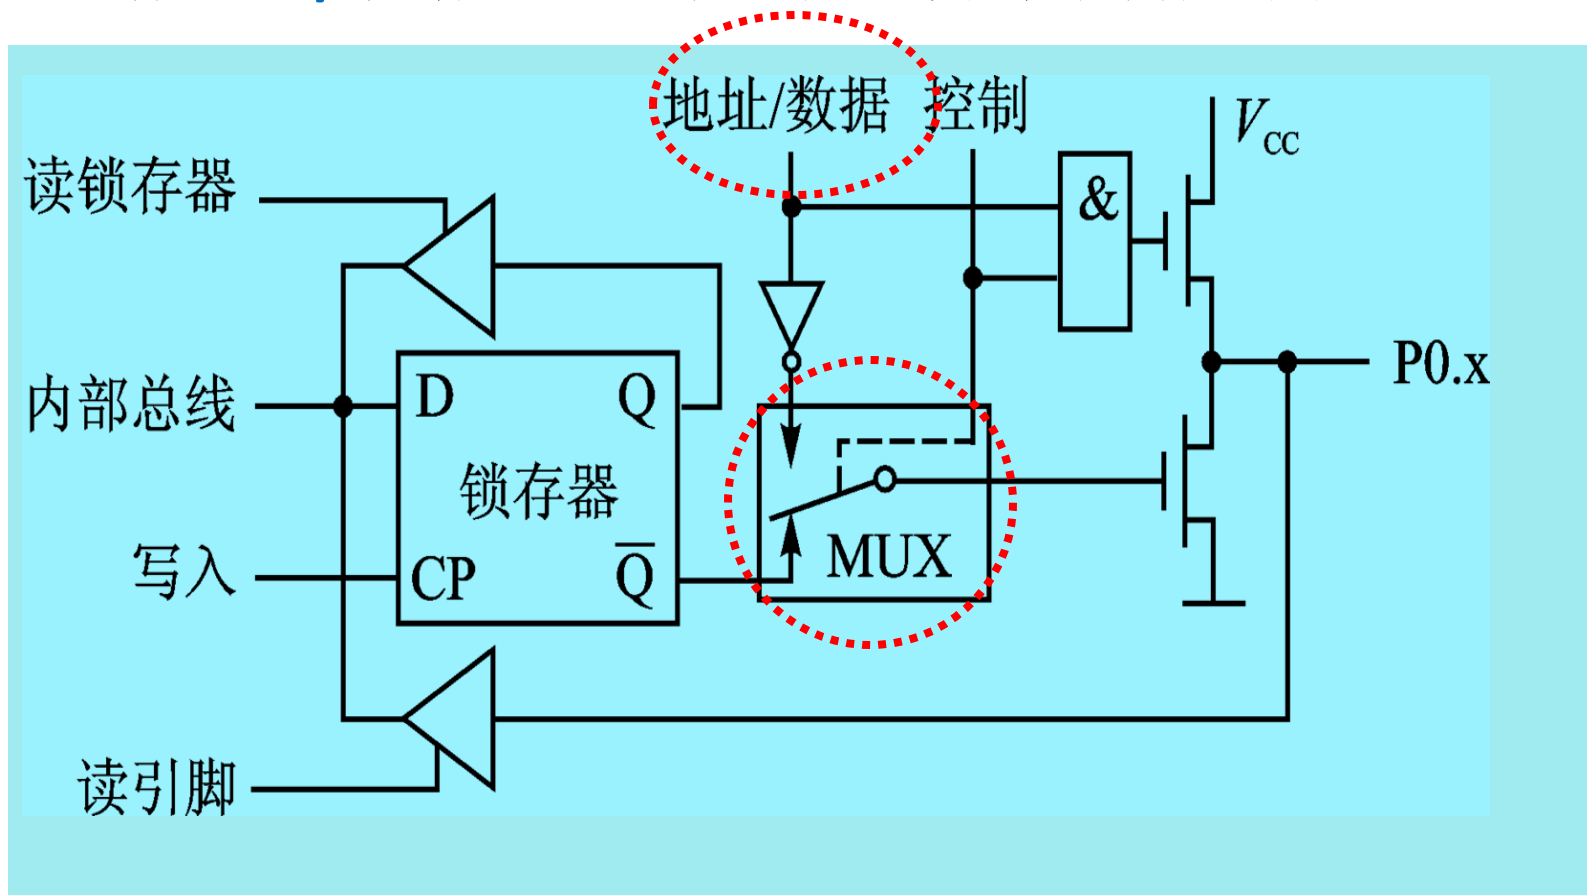 地址/数据 控制
V_CC
读锁存器
&
P0.x
内部总线
D Q
锁存器
写入
CP Q̅
MUX
读引脚